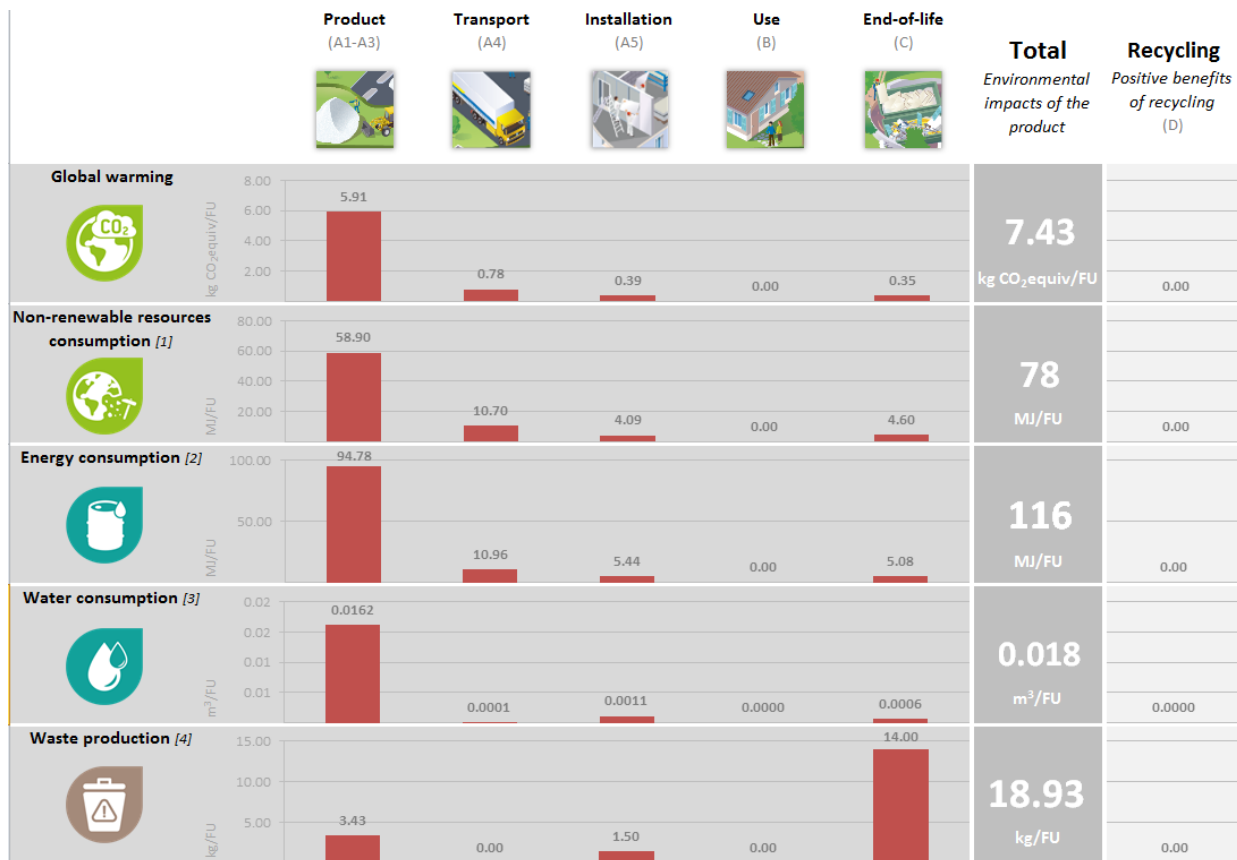 Product
(A1-A3)
Transport
(A4)
Installation
(A5)
Use
(B)
End-of-life
(C)
Total
Environmental
impacts of the
product
Recycling
Positive benefits
of recycling
(D)
Global warming
CO₂
kg CO₂equiv/FU
8.00
6.00
4.00
2.00
5.91
0.78
0.39
0.00
0.35
7.43
kg CO₂equiv/FU
0.00
Non-renewable resources
consumption [1]
MJ/FU
80.00
60.00
40.00
20.00
58.90
10.70
4.09
0.00
4.60
78
MJ/FU
0.00
Energy consumption [2]
MJ/FU
100.00
50.00
94.78
10.96
5.44
0.00
5.08
116
MJ/FU
0.00
Water consumption [3]
m³/FU
0.02
0.02
0.01
0.01
0.0162
0.0001
0.0011
0.0000
0.0006
0.018
m³/FU
0.0000
Waste production [4]
kg/FU
15.00
10.00
5.00
3.43
0.00
1.50
0.00
14.00
18.93
kg/FU
0.00